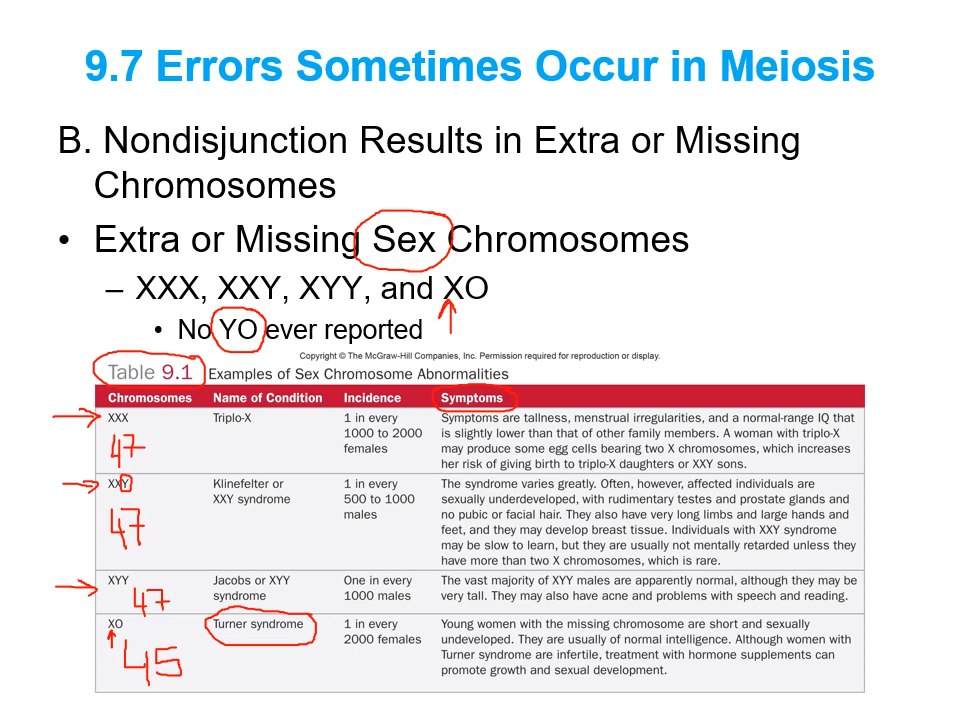 9.7 Errors Sometimes Occur in Meiosis
B. Nondisjunction Results in Extra or Missing
Chromosomes
• Extra or Missing Sex Chromosomes
– XXX, XXY, XYY, and XO
• No YO ever reported
Copyright © The McGraw-Hill Companies, Inc. Permission required for reproduction or display.
Table 9.1 Examples of Sex Chromosome Abnormalities
Chromosomes Name of Condition Incidence Symptoms
XXX Triplo-X 1 in every Symptoms are tallness, menstrual irregularities, and a normal-range IQ that
1000 to 2000 is slightly lower than that of other family members. A woman with triplo-X
47 females may produce some egg cells bearing two X chromosomes, which increases
her risk of giving birth to triplo-X daughters or XXY sons.
XXY Klinefelter or 1 in every The syndrome varies greatly. Often, however, affected individuals are
XXY syndrome 500 to 1000 sexually underdeveloped, with rudimentary testes and prostate glands and
males no pubic or facial hair. They also have very long limbs and large hands and
47 feet, and they may develop breast tissue. Individuals with XXY syndrome
may be slow to learn, but they are usually not mentally retarded unless they
have more than two X chromosomes, which is rare.
XYY Jacobs or XYY One in every The vast majority of XYY males are apparently normal, although they may be
47 syndrome 1000 males very tall. They may also have acne and problems with speech and reading.
XO Turner syndrome 1 in every Young women with the missing chromosome are short and sexually
2000 females undeveloped. They are usually of normal intelligence. Although women with
45 Turner syndrome are infertile, treatment with hormone supplements can
promote growth and sexual development.